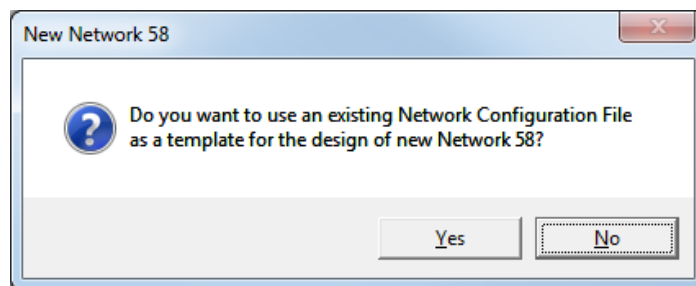 New Network 58
Do you want to use an existing Network Configuration File
as a template for the design of new Network 58?
Yes
No